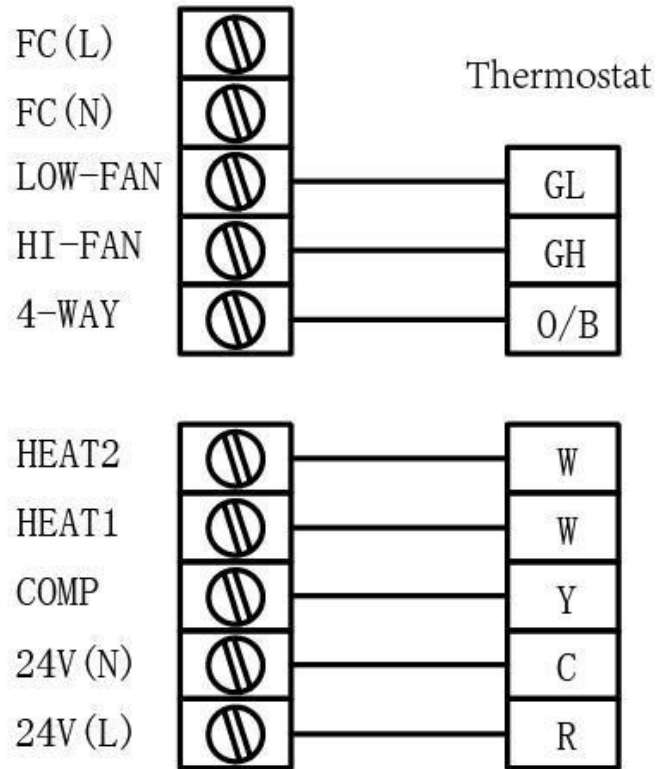 FC(L)
Thermostat
FC(N)
LOW-FAN GL
HI-FAN GH
4-WAY O/B
HEAT2 W
HEAT1 W
COMP Y
24V(N) C
24V(L) R